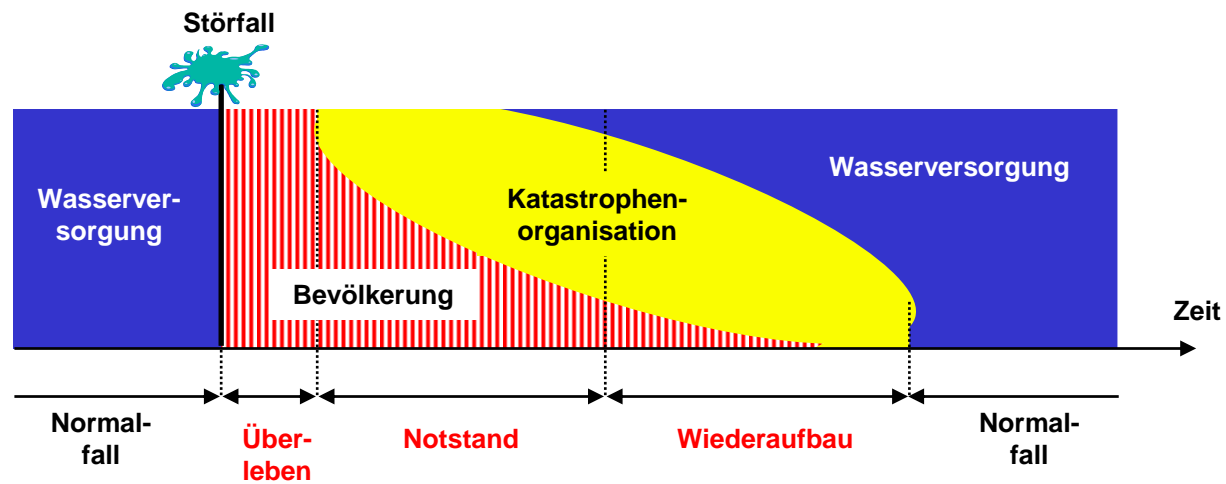 Störfall
Wasserver-
sorgung
Wasserversorgung
Katastrophen-
organisation
Bevölkerung
Zeit
Normal-
fall
Über-
leben
Notstand
Wiederaufbau
Normal-
fall